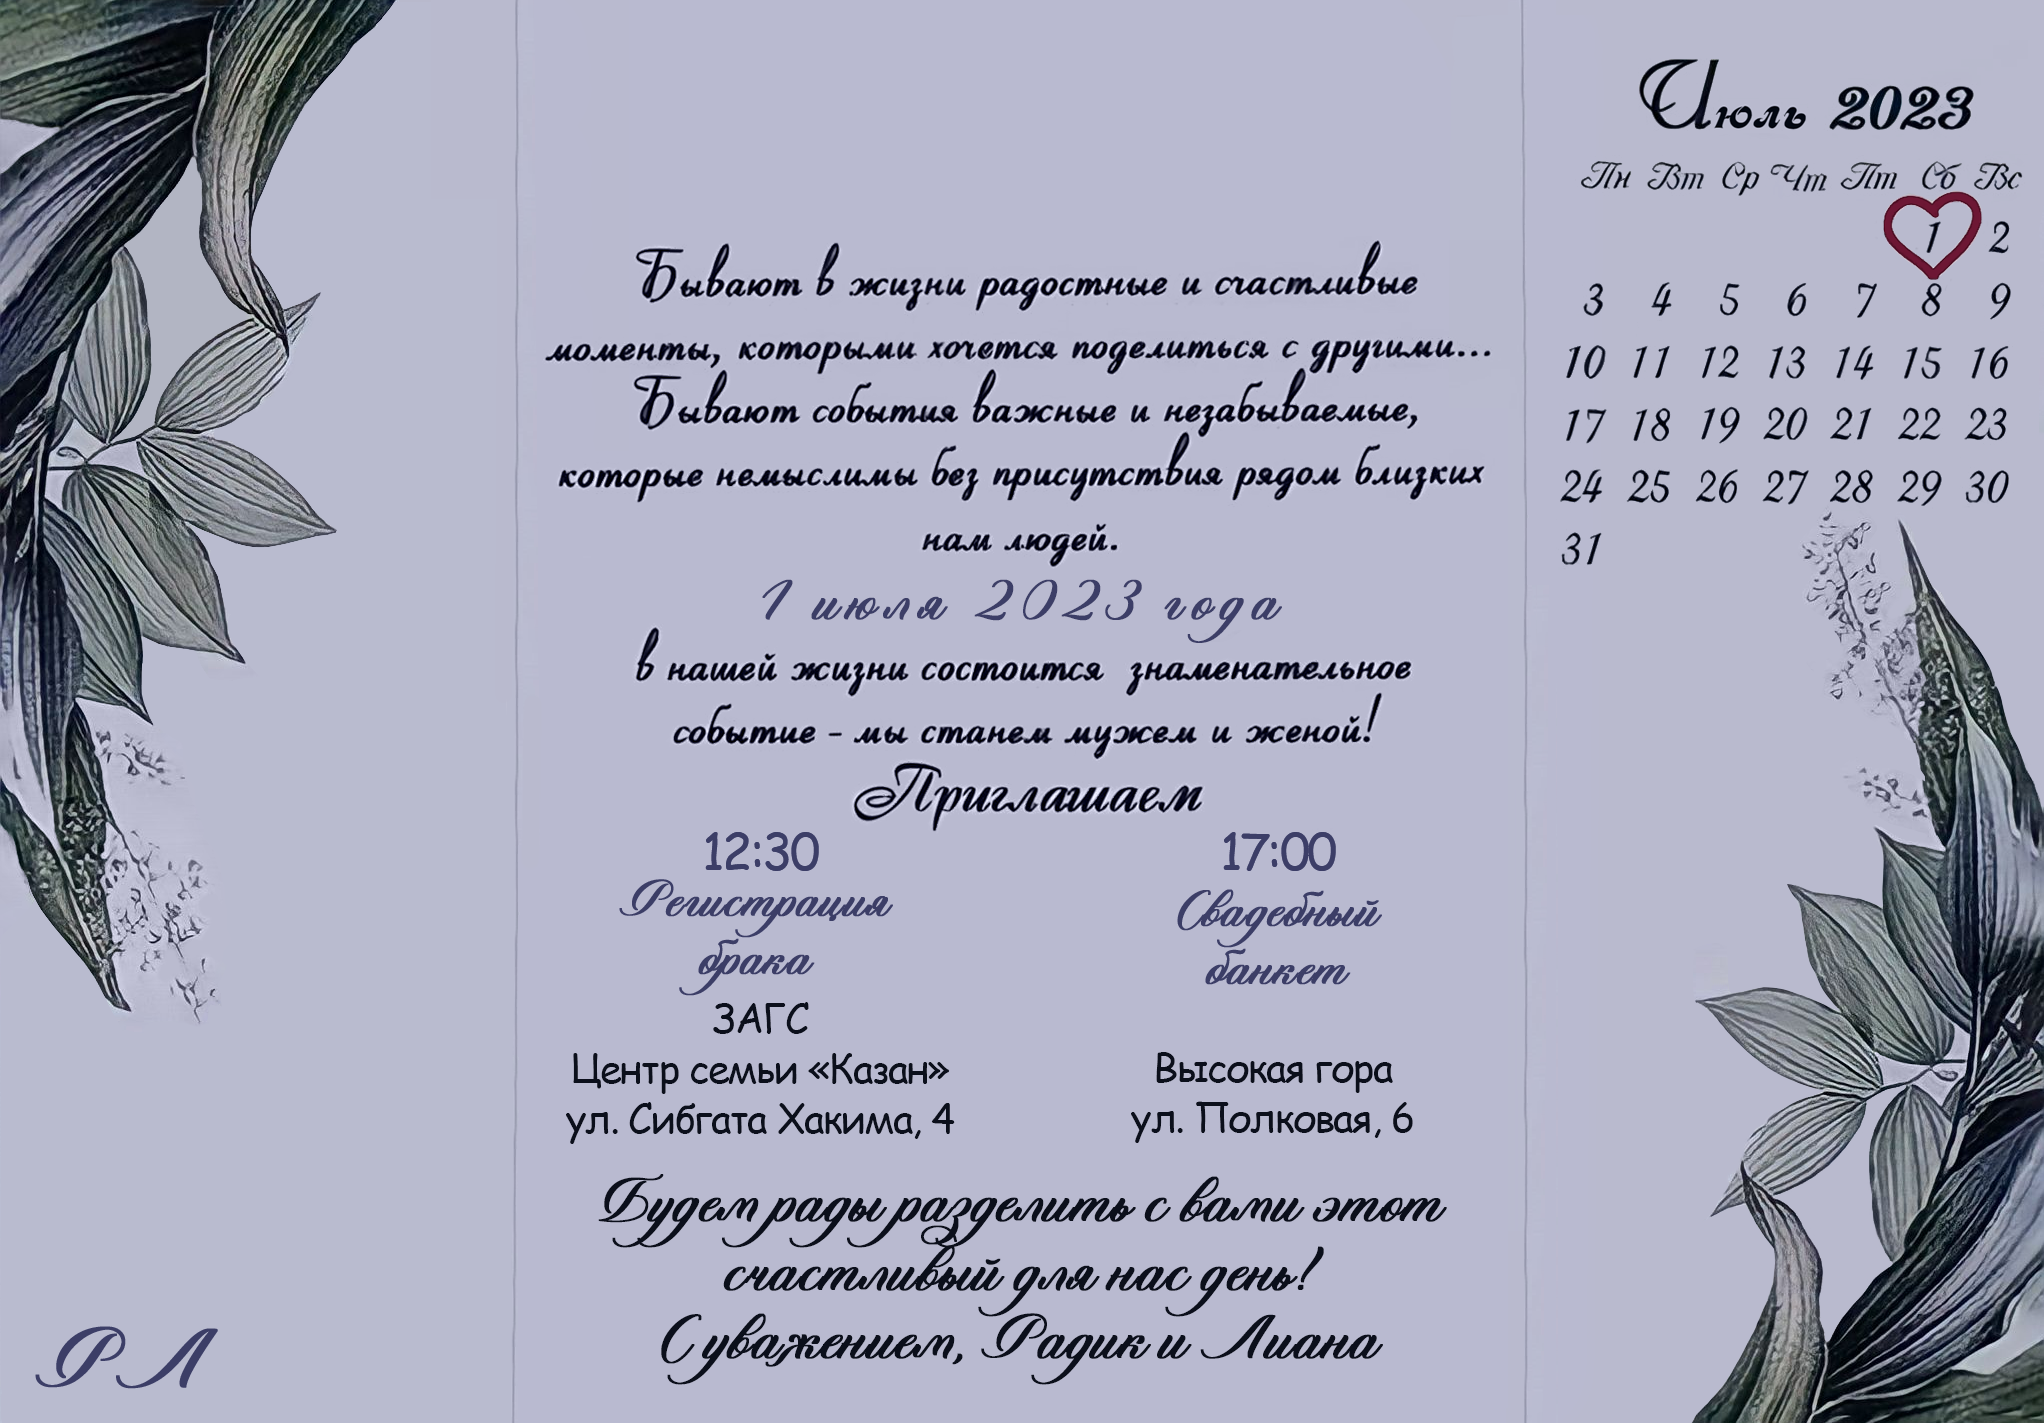 Бывают в жизни радостные и счастливые
моменты, которыми хочется поделиться с другими...
Бывают события важные и незабываемые,
которые немыслимы без присутствия рядом близких
нам людей.
1 июля 2023 года
в нашей жизни состоится знаменательное
событие - мы станем мужем и женой!
Приглашаем
12:30
Регистрация
брака
ЗАГС
Центр семьи «Казан»
ул. Сибгата Хакима, 4
17:00
Свадебный
банкет
Высокая гора
ул. Полковая, 6
Будем рады разделить с вами этот
счастливый для нас день!
С уважением, Радик и Лиана
Р Л
Июль 2023
Пн Вт Ср Чт Пт Сб Вс
1 2
3 4 5 6 7 8 9
10 11 12 13 14 15 16
17 18 19 20 21 22 23
24 25 26 27 28 29 30
31